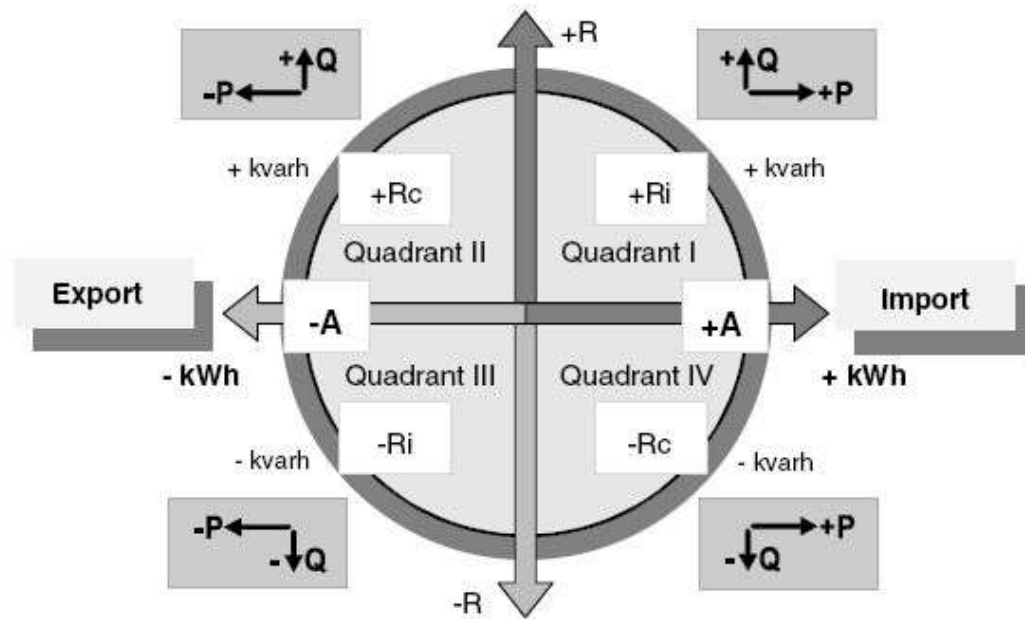 +R
+Q
-P
+Q
+P
+ kvarh
+Rc
+Ri
+ kvarh
Quadrant II
Quadrant I
Export
-A
+A
Import
- kWh
Quadrant III
Quadrant IV
+ kWh
-Ri
-Rc
- kvarh
- kvarh
-P
-Q
+P
-Q
-R